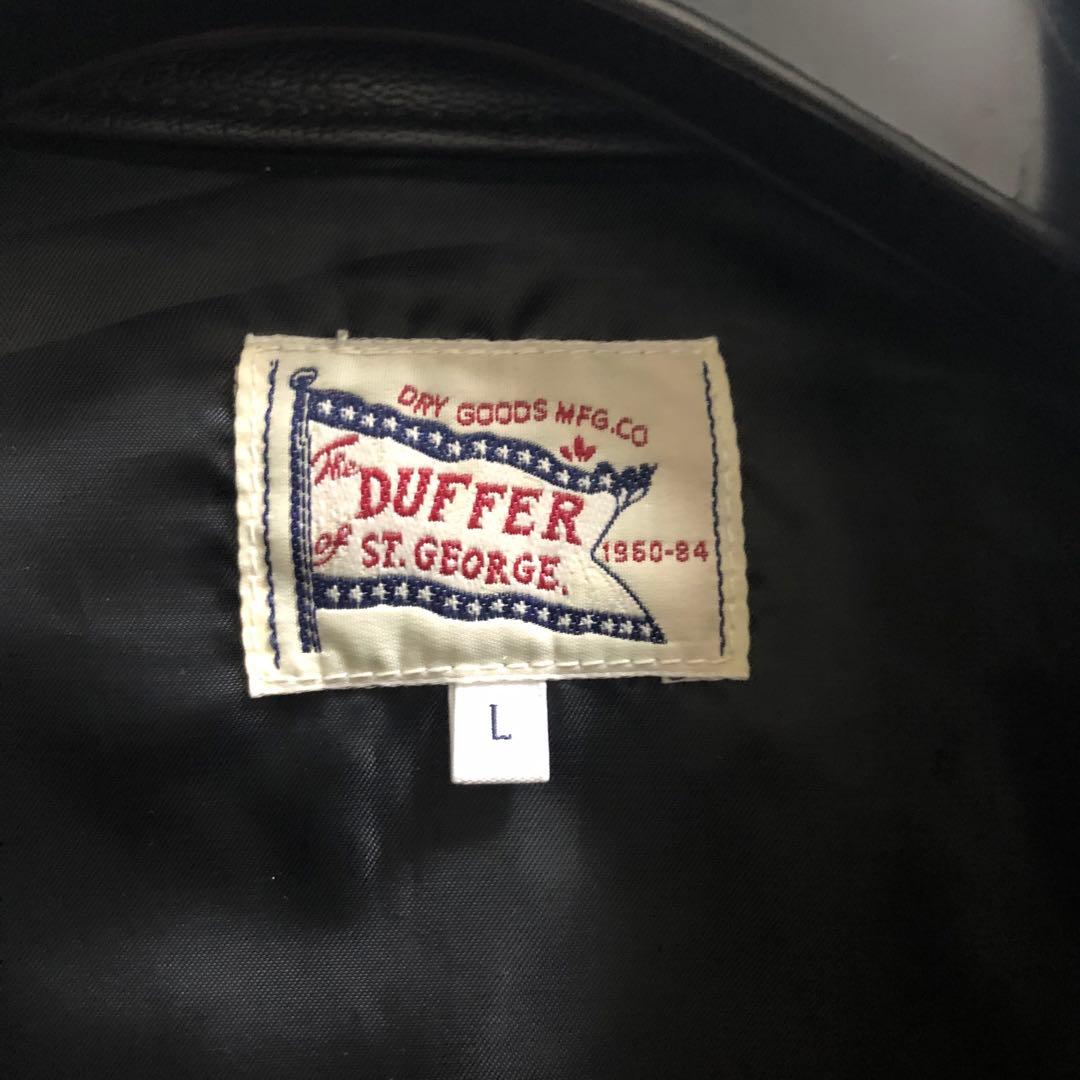 DRY GOODS MFG.CO
The
DUFFER
of ST. GEORGE.
1960-84
L